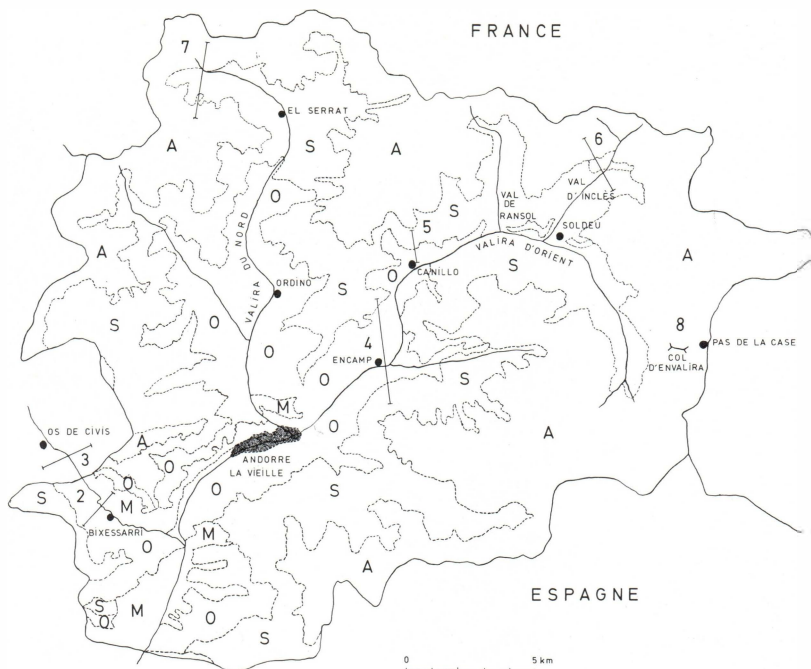 FRANCE
7
EL SERRAT
A
S
A
6
O
VAL
DE
RANSOL
VAL
D'INCLÈS
VALIRA DU NORD
S
5
SOLDEU
A
VALIRA D'ORIENT
A
CANILLO
O
S
ORDINO
S
S
O
4
8
PAS DE LA CASE
COL
D'ENVALIRA
O
ENCAMP
S
O
M
O
A
OS DE CIVIS
A
ANDORRE
LA VIEILLE
3
O
O
S
2
M
O
S
BIXESSARRI
O
M
A
ESPAGNE
S
O
M
O
S
0
5 km